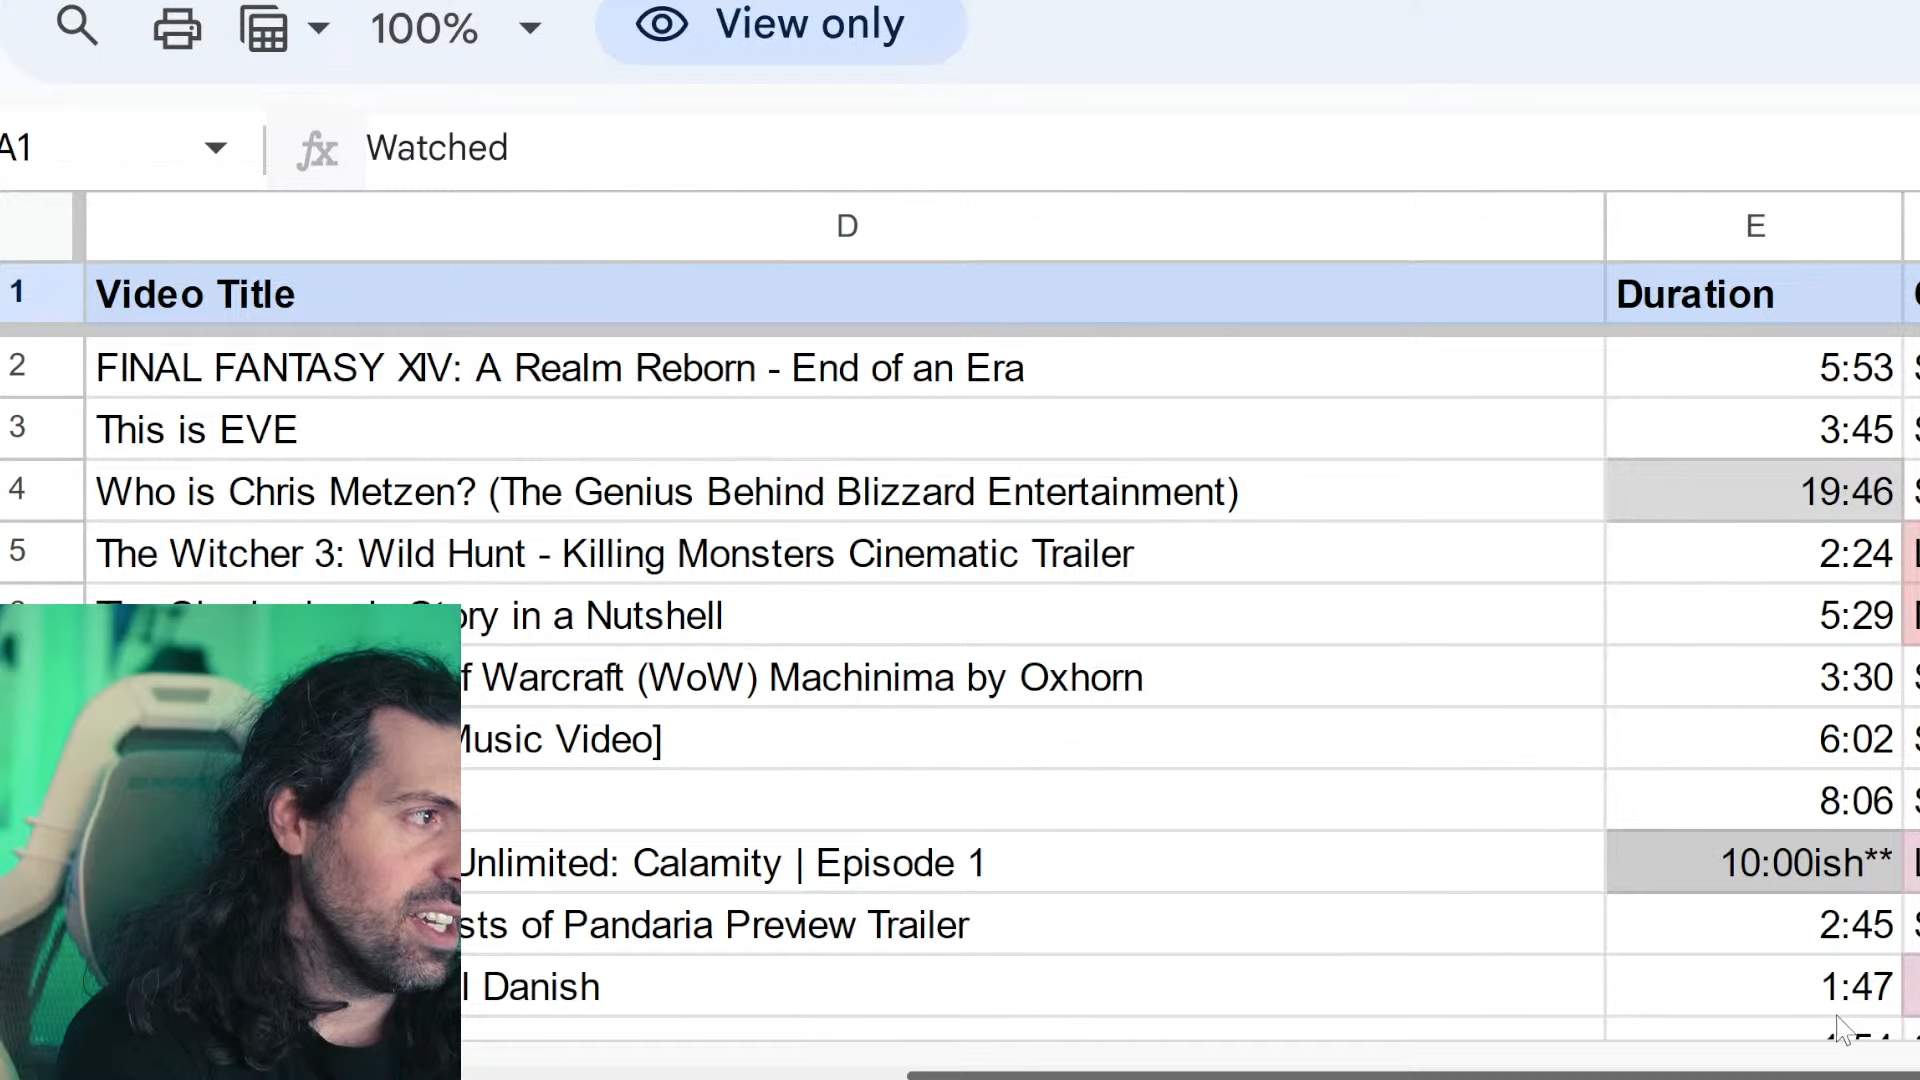 100% View only
A1 fx Watched
D E
1 Video Title Duration
2 FINAL FANTASY XIV: A Realm Reborn - End of an Era 5:53
3 This is EVE 3:45
4 Who is Chris Metzen? (The Genius Behind Blizzard Entertainment) 19:46
5 The Witcher 3: Wild Hunt - Killing Monsters Cinematic Trailer 2:24
in a Nutshell 5:29
Warcraft (WoW) Machinima by Oxhorn 3:30
Music Video] 6:02
8:06
Unlimited: Calamity | Episode 1 10:00ish**
of Pandaria Preview Trailer 2:45
Danish 1:47